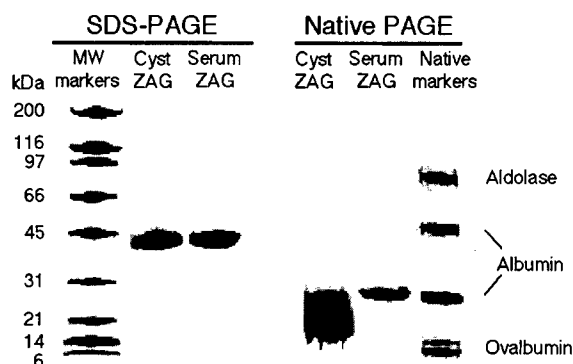 SDS-PAGE Native PAGE
MW Cyst Serum Cyst Serum Native
kDa markers ZAG ZAG ZAG ZAG markers
200
116
97
66
45
31
21
14
6
Aldolase
Albumin
Ovalbumin